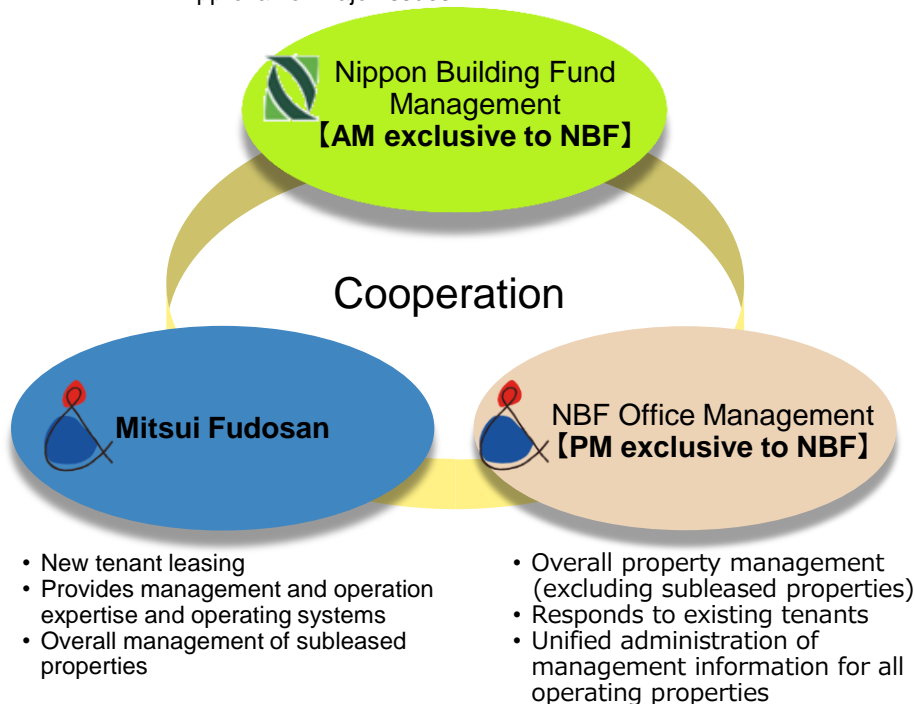 Nippon Building Fund
Management
【AM exclusive to NBF】
Cooperation
Mitsui Fudosan
NBF Office Management
【PM exclusive to NBF】
• New tenant leasing
• Provides management and operation
expertise and operating systems
• Overall management of subleased
properties
• Overall property management
(excluding subleased properties)
• Responds to existing tenants
• Unified administration of
management information for all
operating properties